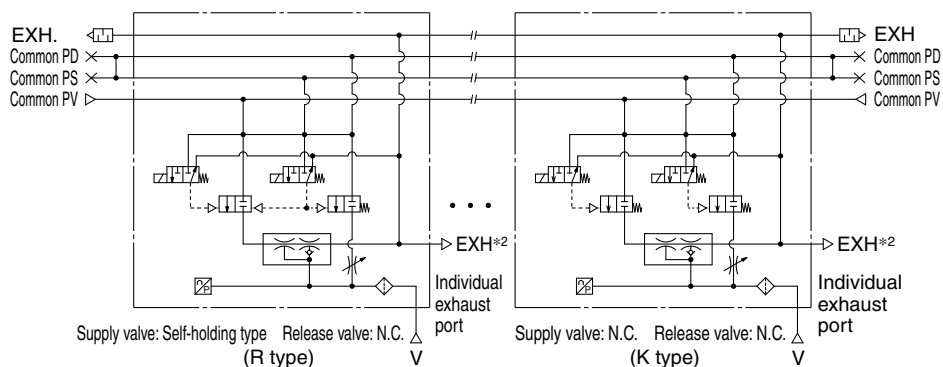 EXH.
Common PD
Common PS
Common PV
EXH
Common PD
Common PS
Common PV
• • •
EXH*2
Individual
exhaust
port
EXH*2
Individual
exhaust
port
Supply valve: Self-holding type Release valve: N.C.
(R type)
V
Supply valve: N.C. Release valve: N.C.
(K type)
V